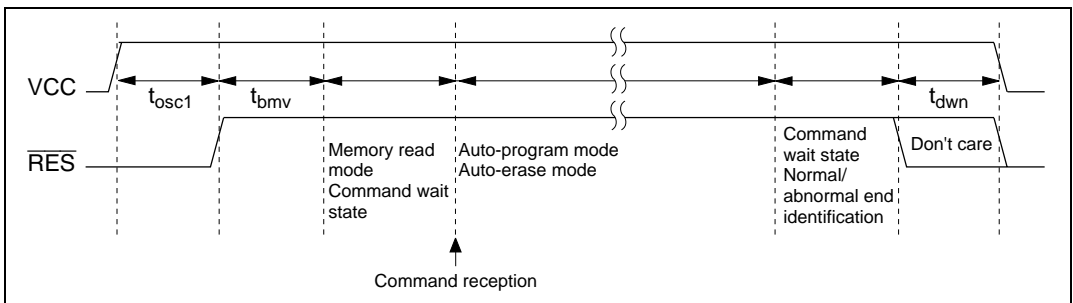 VCC
tosc1
tbmv
tdwn
RES
Memory read
mode
Command wait
state
Auto-program mode
Auto-erase mode
Command
wait state
Normal/
abnormal end
identification
Don't care
Command reception